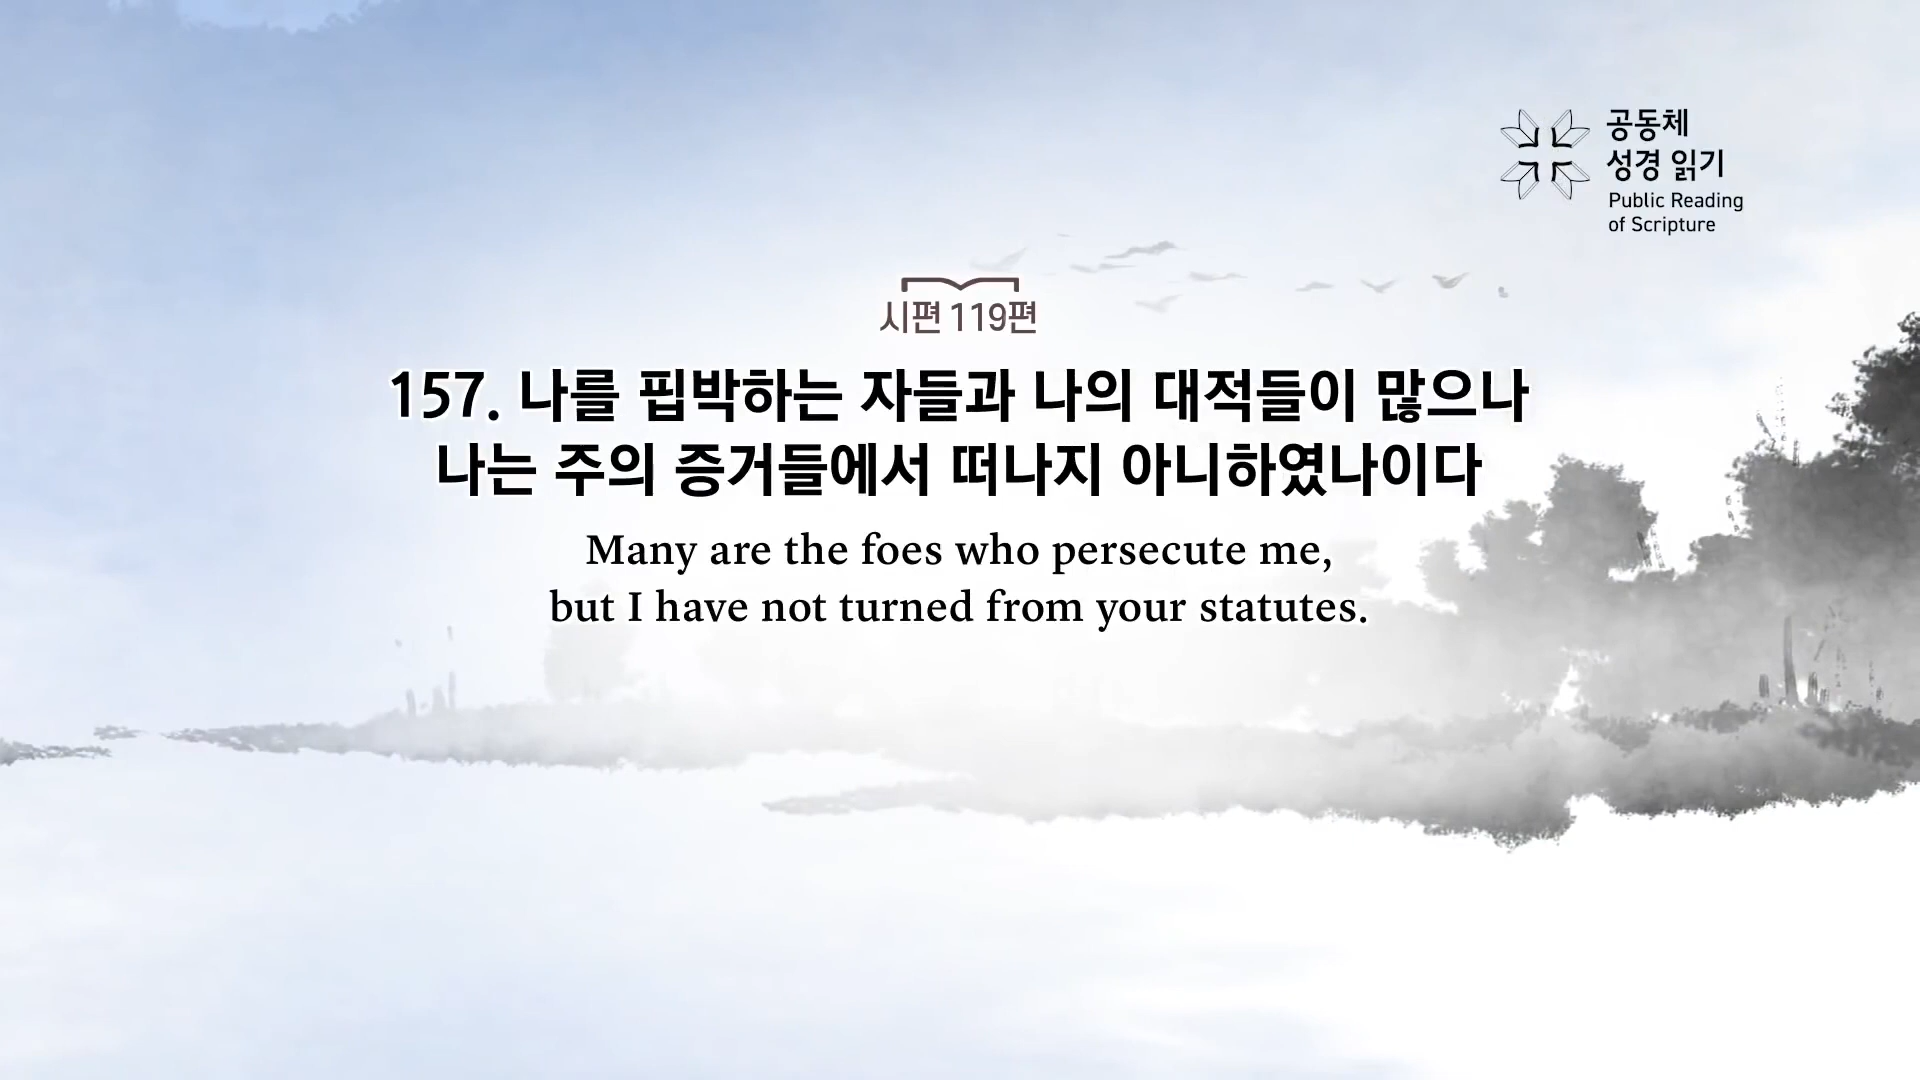 공동체
성경 읽기
Public Reading
of Scripture
시편 119편
157. 나를 핍박하는 자들과 나의 대적들이 많으나
나는 주의 증거들에서 떠나지 아니하였나이다
Many are the foes who persecute me,
but I have not turned from your statutes.